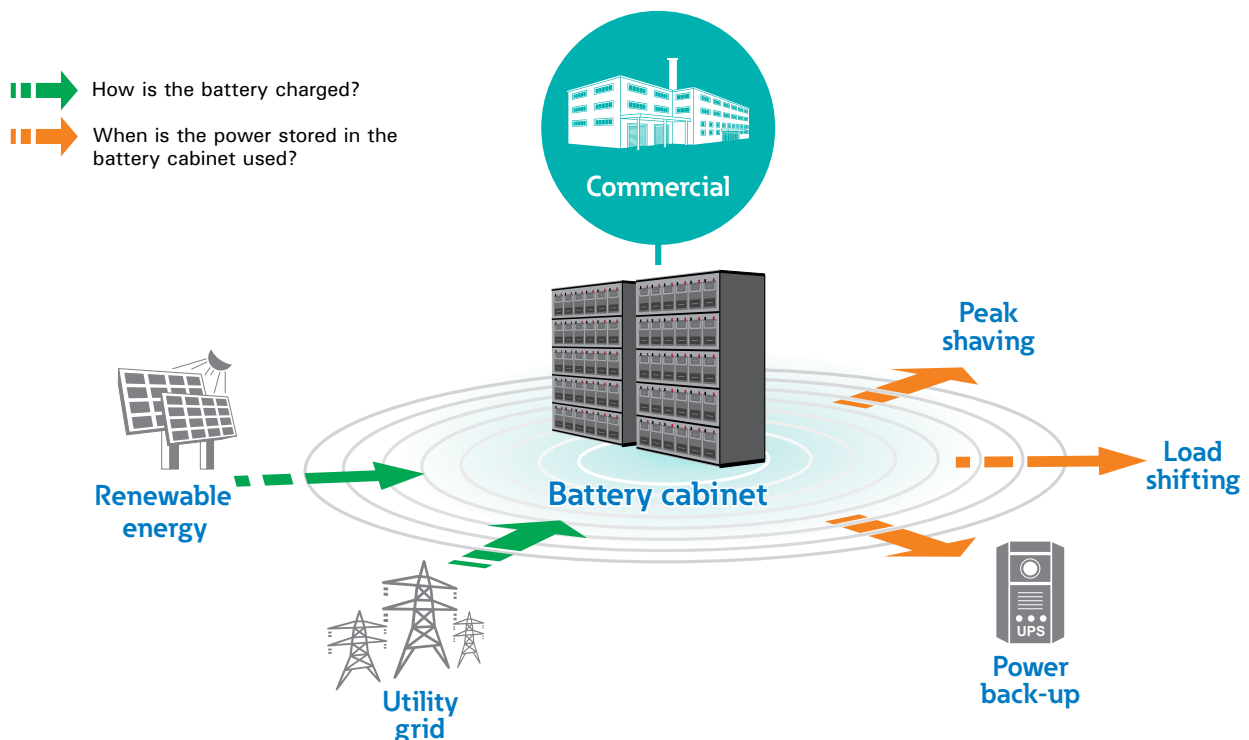 How is the battery charged?
When is the power stored in the
battery cabinet used?
Commercial
Peak
shaving
Load
shifting
Battery cabinet
Renewable
energy
UPS
Power
back-up
Utility
grid